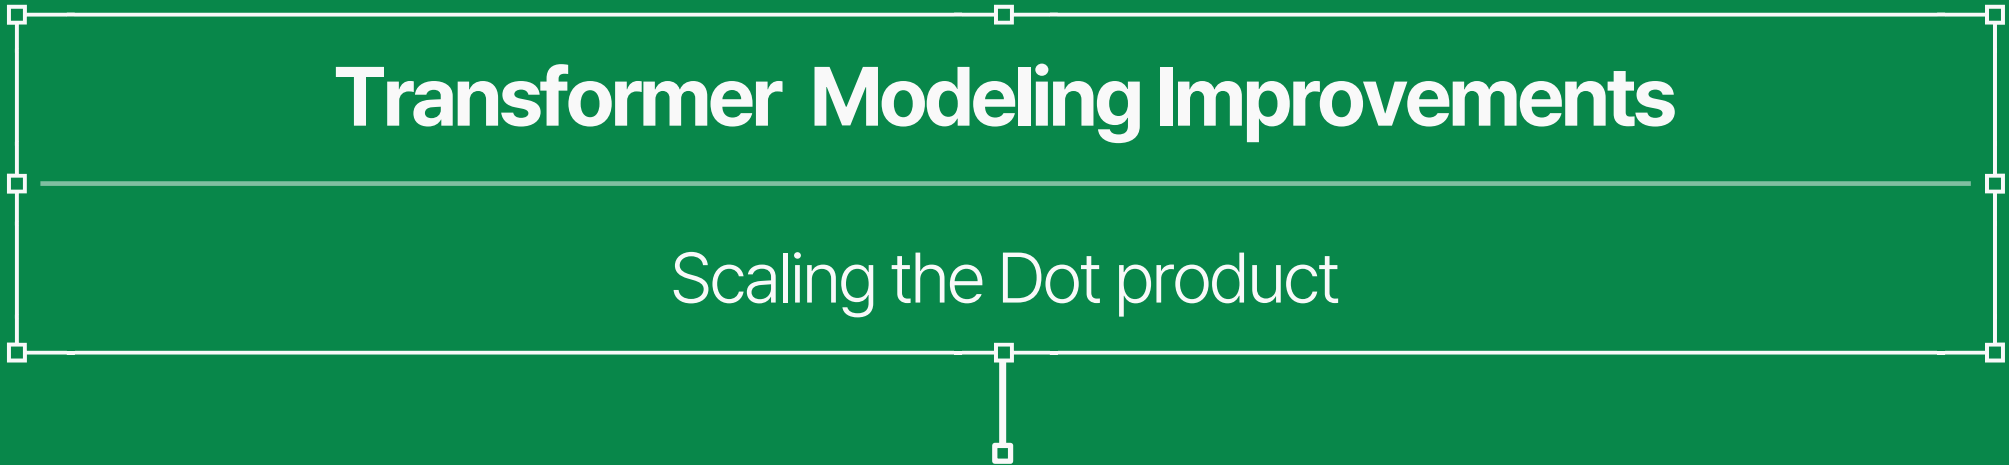 Transformer Modeling Improvements
Scaling the Dot product